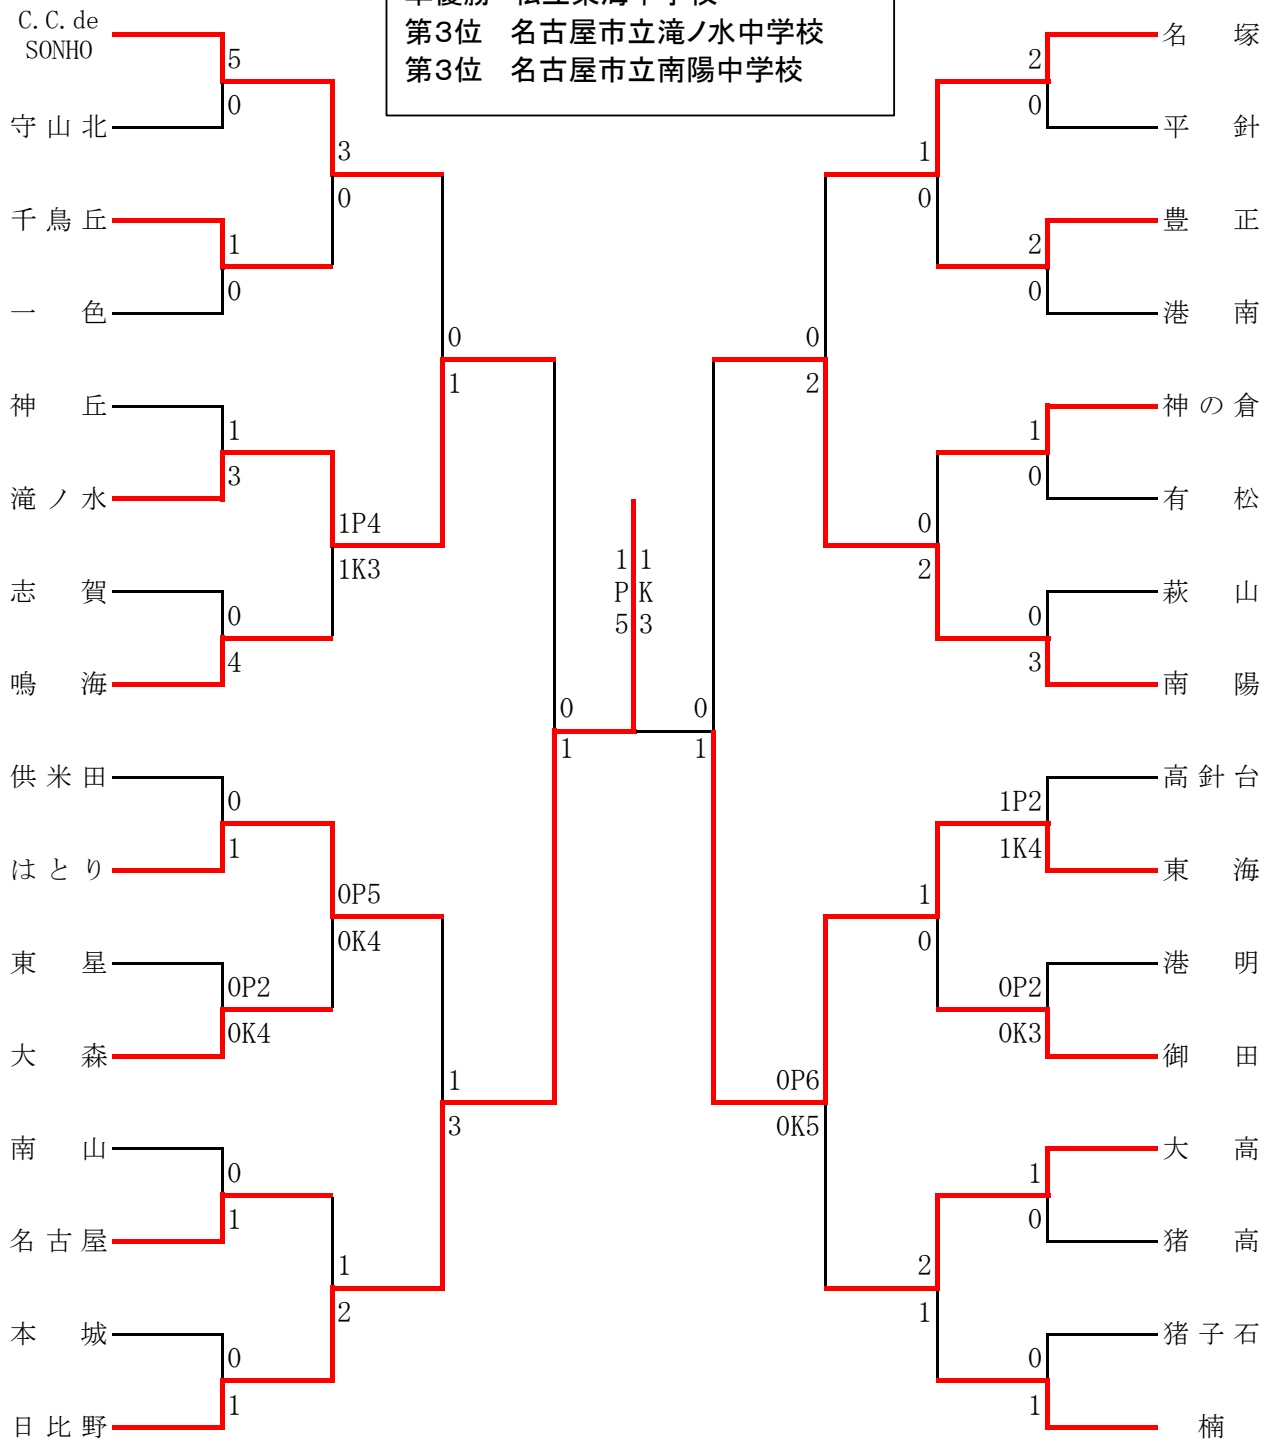 第3位 名古屋市立滝ノ水中学校
第3位 名古屋市立南陽中学校
C.C.de
SONHO
5
0
守山北
3
0
千鳥丘
1
0
一色
0
1
神丘
1
3
滝ノ水
1P4
1K3
志賀
0
4
鳴海
0
1
供米田
0
1
はとり
0P5
0K4
東星
0P2
0K4
大森
1
3
南山
0
1
名古屋
1
2
本城
0
1
日比野
1P5
1K3
名塚
2
0
平針
1
0
豊正
2
0
港南
0
2
神の倉
1
0
有松
0
2
萩山
0
3
南陽
0
1
高針台
1P2
1K4
東海
1
0
港明
0P2
0K3
御田
0P6
0K5
大高
1
0
猪高
2
1
猪子石
0
1
楠